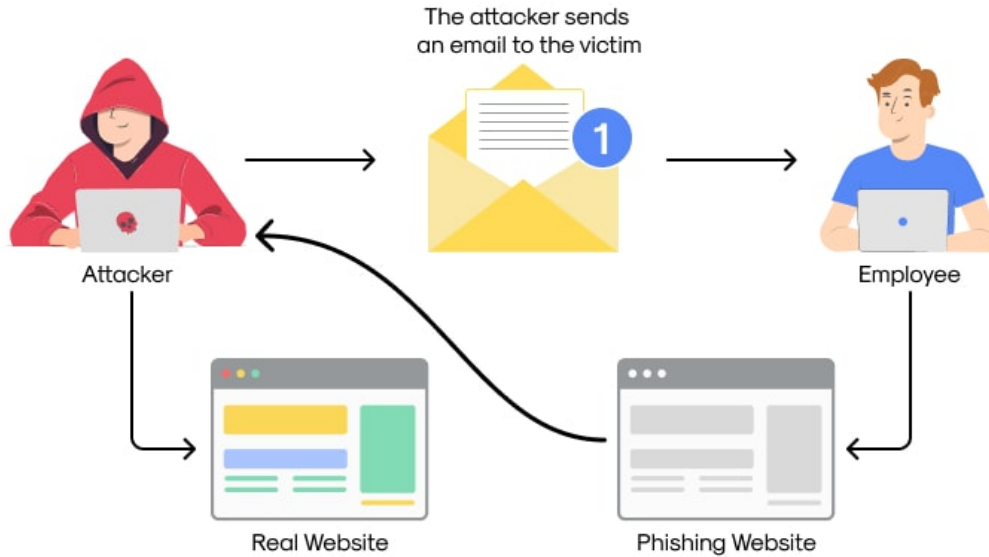 The attacker sends
an email to the victim
1
Attacker
Employee
Real Website
Phishing Website